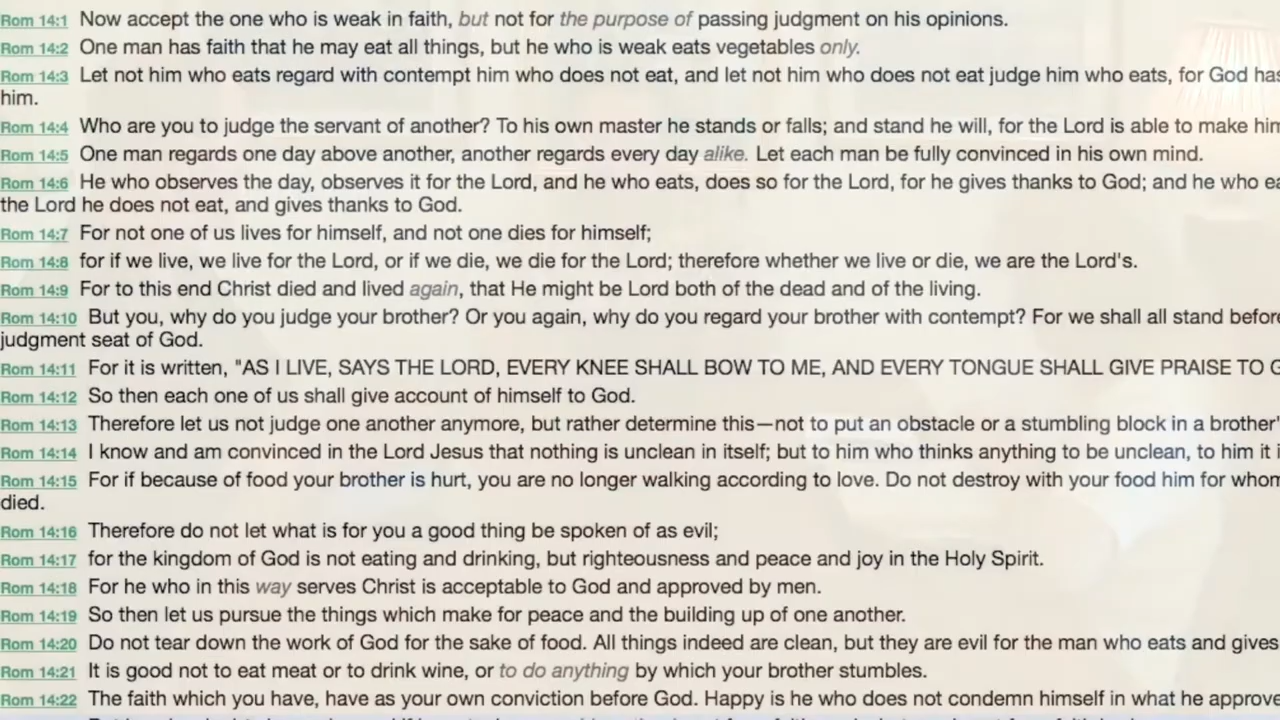 Rom 14:1 Now accept the one who is weak in faith, but not for the purpose of passing judgment on his opinions.
Rom 14:2 One man has faith that he may eat all things, but he who is weak eats vegetables only.
Rom 14:3 Let not him who eats regard with contempt him who does not eat, and let not him who does not eat judge him who eats, for God has
him.
Rom 14:4 Who are you to judge the servant of another? To his own master he stands or falls; and stand he will, for the Lord is able to make him
Rom 14:5 One man regards one day above another, another regards every day alike. Let each man be fully convinced in his own mind.
Rom 14:6 He who observes the day, observes it for the Lord, and he who eats, does so for the Lord, for he gives thanks to God; and he who ea
the Lord he does not eat, and gives thanks to God.
Rom 14:7 For not one of us lives for himself, and not one dies for himself;
Rom 14:8 for if we live, we live for the Lord, or if we die, we die for the Lord; therefore whether we live or die, we are the Lord's.
Rom 14:9 For to this end Christ died and lived again, that He might be Lord both of the dead and of the living.
Rom 14:10 But you, why do you judge your brother? Or you again, why do you regard your brother with contempt? For we shall all stand before
judgment seat of God.
Rom 14:11 For it is written, "AS I LIVE, SAYS THE LORD, EVERY KNEE SHALL BOW TO ME, AND EVERY TONGUE SHALL GIVE PRAISE TO G
Rom 14:12 So then each one of us shall give account of himself to God.
Rom 14:13 Therefore let us not judge one another anymore, but rather determine this—not to put an obstacle or a stumbling block in a brother'
Rom 14:14 I know and am convinced in the Lord Jesus that nothing is unclean in itself; but to him who thinks anything to be unclean, to him it i
Rom 14:15 For if because of food your brother is hurt, you are no longer walking according to love. Do not destroy with your food him for whom
died.
Rom 14:16 Therefore do not let what is for you a good thing be spoken of as evil;
Rom 14:17 for the kingdom of God is not eating and drinking, but righteousness and peace and joy in the Holy Spirit.
Rom 14:18 For he who in this way serves Christ is acceptable to God and approved by men.
Rom 14:19 So then let us pursue the things which make for peace and the building up of one another.
Rom 14:20 Do not tear down the work of God for the sake of food. All things indeed are clean, but they are evil for the man who eats and gives
Rom 14:21 It is good not to eat meat or to drink wine, or to do anything by which your brother stumbles.
Rom 14:22 The faith which you have, have as your own conviction before God. Happy is he who does not condemn himself in what he approve